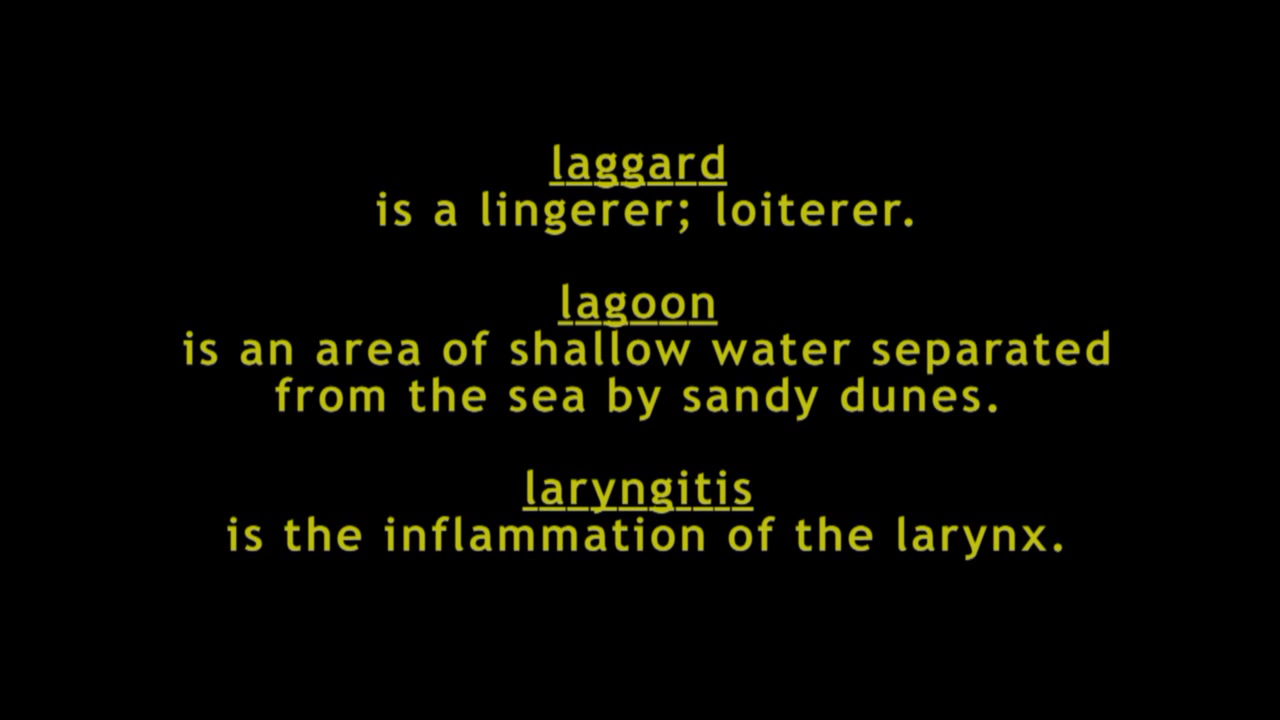 laggard
is a lingerer; loiterer.
lagoon
is an area of shallow water separated
from the sea by sandy dunes.
laryngitis
is the inflammation of the larynx.